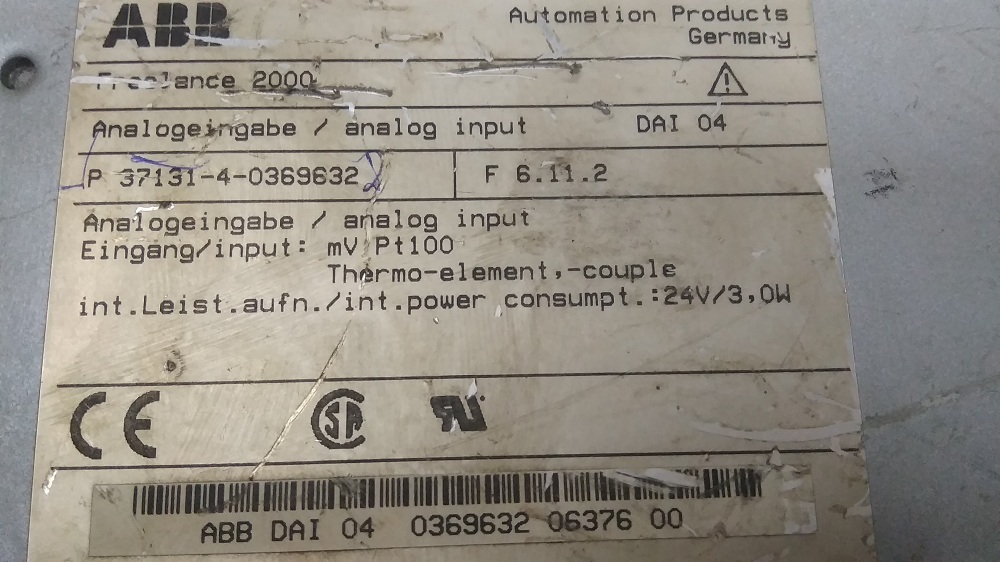 ABB
Automation Products
Germany
Freelance 2000
Analogeingabe / analog input DAI 04
P 37131-4-0369632 F 6.11.2
Analogeingabe / analog input
Eingang/input: mV Pt100
Thermo-element,-couple
int.Leist.aufn./int.power consumpt.:24V/3,0W
CE SA RU
ABB DAI 04 0369632 06376 00